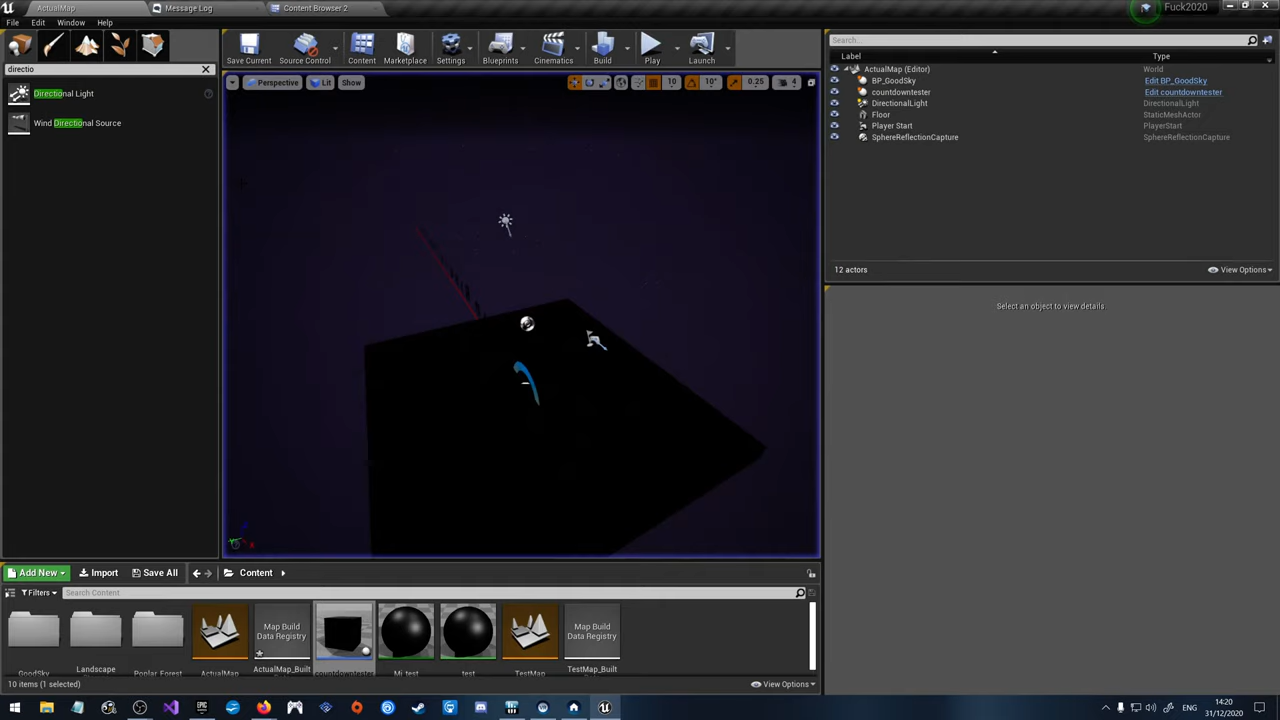 ActualMap
Message Log
Content Browser 2
Fuck2020
File
Edit
Window
Help
directio
Directional Light
Wind Directional Source
Save Current
Source Control
Content
Marketplace
Settings
Blueprints
Cinematics
Build
Play
Launch
Perspective
Lit
Show
10
10°
0.25
4
Search...
Label
Type
ActualMap (Editor)
World
BP_GoodSky
Edit BP_GoodSky
countdowntester
Edit countdowntester
DirectionalLight
DirectionalLight
Floor
StaticMeshActor
Player Start
PlayerStart
SphereReflectionCapture
SphereReflectionCapture
12 actors
View Options
Select an object to view details.
Add New
Import
Save All
Content
Filters
Search Content
GoodSky
Landscape
Poplar_Forest
ActualMap
Map Build
Data Registry
ActualMap_Built
Mi_test
test
TestMap
Map Build
Data Registry
TestMap_Built
10 items (1 selected)
View Options
ENG
14:20
31/12/2020